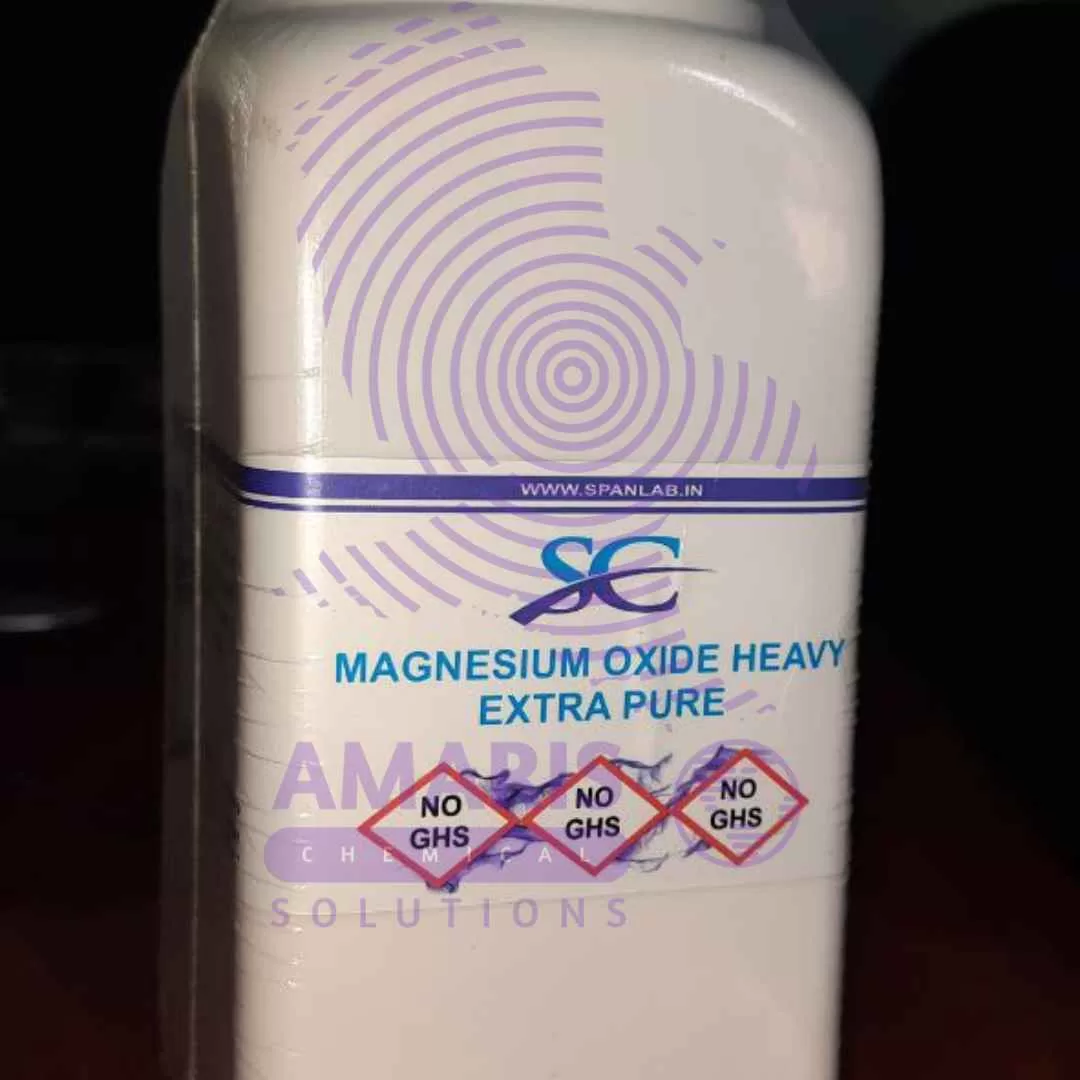 WWW.SPANLAB.IN
SC
MAGNESIUM OXIDE HEAVY
EXTRA PURE
AMARIS
NO GHS
NO GHS
NO GHS
CHEMICAL
SOLUTIONS